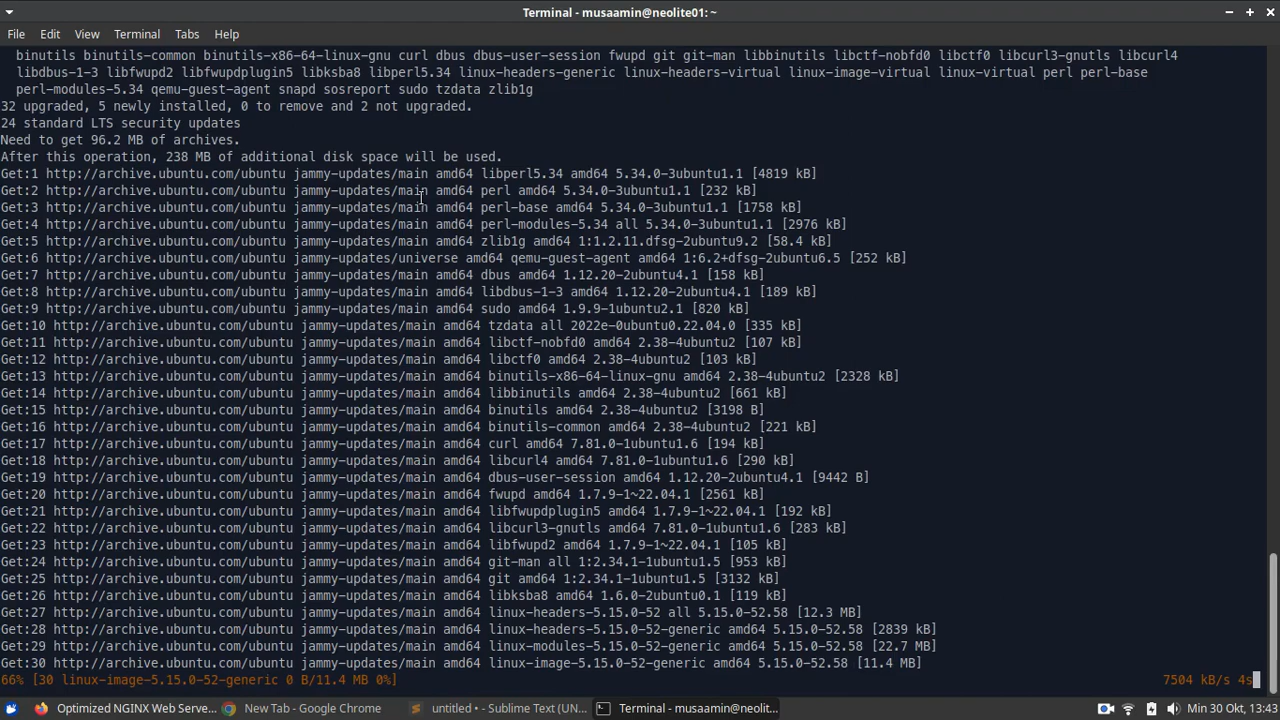 Terminal - musaamin@neolite01: ~
File Edit View Terminal Tabs Help
binutils binutils-common binutils-x86-64-linux-gnu curl dbus dbus-user-session fwupd git git-man libbinutils libctf-nobfd0 libctf0 libcurl3-gnutls libcurl4
libdbus-1-3 libfwupd2 libfwupdplugin5 libksba8 libperl5.34 linux-headers-generic linux-headers-virtual linux-image-virtual linux-virtual perl perl-base
perl-modules-5.34 qemu-guest-agent snapd sosreport sudo tzdata zlib1g
32 upgraded, 5 newly installed, 0 to remove and 2 not upgraded.
24 standard LTS security updates
Need to get 96.2 MB of archives.
After this operation, 238 MB of additional disk space will be used.
Get:1 http://archive.ubuntu.com/ubuntu jammy-updates/main amd64 libperl5.34 amd64 5.34.0-3ubuntu1.1 [4819 kB]
Get:2 http://archive.ubuntu.com/ubuntu jammy-updates/main amd64 perl amd64 5.34.0-3ubuntu1.1 [232 kB]
Get:3 http://archive.ubuntu.com/ubuntu jammy-updates/main amd64 perl-base amd64 5.34.0-3ubuntu1.1 [1758 kB]
Get:4 http://archive.ubuntu.com/ubuntu jammy-updates/main amd64 perl-modules-5.34 all 5.34.0-3ubuntu1.1 [2976 kB]
Get:5 http://archive.ubuntu.com/ubuntu jammy-updates/main amd64 zlib1g amd64 1:1.2.11.dfsg-2ubuntu9.2 [58.4 kB]
Get:6 http://archive.ubuntu.com/ubuntu jammy-updates/universe amd64 qemu-guest-agent amd64 1:6.2+dfsg-2ubuntu6.5 [252 kB]
Get:7 http://archive.ubuntu.com/ubuntu jammy-updates/main amd64 dbus amd64 1.12.20-2ubuntu4.1 [158 kB]
Get:8 http://archive.ubuntu.com/ubuntu jammy-updates/main amd64 libdbus-1-3 amd64 1.12.20-2ubuntu4.1 [189 kB]
Get:9 http://archive.ubuntu.com/ubuntu jammy-updates/main amd64 sudo amd64 1.9.9-1ubuntu2.1 [820 kB]
Get:10 http://archive.ubuntu.com/ubuntu jammy-updates/main amd64 tzdata all 2022e-0ubuntu0.22.04.0 [335 kB]
Get:11 http://archive.ubuntu.com/ubuntu jammy-updates/main amd64 libctf-nobfd0 amd64 2.38-4ubuntu2 [107 kB]
Get:12 http://archive.ubuntu.com/ubuntu jammy-updates/main amd64 libctf0 amd64 2.38-4ubuntu2 [103 kB]
Get:13 http://archive.ubuntu.com/ubuntu jammy-updates/main amd64 binutils-x86-64-linux-gnu amd64 2.38-4ubuntu2 [2328 kB]
Get:14 http://archive.ubuntu.com/ubuntu jammy-updates/main amd64 libbinutils amd64 2.38-4ubuntu2 [661 kB]
Get:15 http://archive.ubuntu.com/ubuntu jammy-updates/main amd64 binutils amd64 2.38-4ubuntu2 [3198 B]
Get:16 http://archive.ubuntu.com/ubuntu jammy-updates/main amd64 binutils-common amd64 2.38-4ubuntu2 [221 kB]
Get:17 http://archive.ubuntu.com/ubuntu jammy-updates/main amd64 curl amd64 7.81.0-1ubuntu1.6 [194 kB]
Get:18 http://archive.ubuntu.com/ubuntu jammy-updates/main amd64 libcurl4 amd64 7.81.0-1ubuntu1.6 [290 kB]
Get:19 http://archive.ubuntu.com/ubuntu jammy-updates/main amd64 dbus-user-session amd64 1.12.20-2ubuntu4.1 [9442 B]
Get:20 http://archive.ubuntu.com/ubuntu jammy-updates/main amd64 fwupd amd64 1.7.9-1~22.04.1 [2561 kB]
Get:21 http://archive.ubuntu.com/ubuntu jammy-updates/main amd64 libfwupdplugin5 amd64 1.7.9-1~22.04.1 [192 kB]
Get:22 http://archive.ubuntu.com/ubuntu jammy-updates/main amd64 libcurl3-gnutls amd64 7.81.0-1ubuntu1.6 [283 kB]
Get:23 http://archive.ubuntu.com/ubuntu jammy-updates/main amd64 libfwupd2 amd64 1.7.9-1~22.04.1 [105 kB]
Get:24 http://archive.ubuntu.com/ubuntu jammy-updates/main amd64 git-man all 1:2.34.1-1ubuntu1.5 [953 kB]
Get:25 http://archive.ubuntu.com/ubuntu jammy-updates/main amd64 git amd64 1:2.34.1-1ubuntu1.5 [3132 kB]
Get:26 http://archive.ubuntu.com/ubuntu jammy-updates/main amd64 libksba8 amd64 1.6.0-2ubuntu0.1 [119 kB]
Get:27 http://archive.ubuntu.com/ubuntu jammy-updates/main amd64 linux-headers-5.15.0-52 all 5.15.0-52.58 [12.3 MB]
Get:28 http://archive.ubuntu.com/ubuntu jammy-updates/main amd64 linux-headers-5.15.0-52-generic amd64 5.15.0-52.58 [2839 kB]
Get:29 http://archive.ubuntu.com/ubuntu jammy-updates/main amd64 linux-modules-5.15.0-52-generic amd64 5.15.0-52.58 [22.7 MB]
Get:30 http://archive.ubuntu.com/ubuntu jammy-updates/main amd64 linux-image-5.15.0-52-generic amd64 5.15.0-52.58 [11.4 MB]
66% [30 linux-image-5.15.0-52-generic 0 B/11.4 MB 0%] 7504 kB/s 4s
Optimized NGINX Web Serve... New Tab - Google Chrome untitled • - Sublime Text (UN... Terminal - musaamin@neolit... Min 30 Okt, 13:43